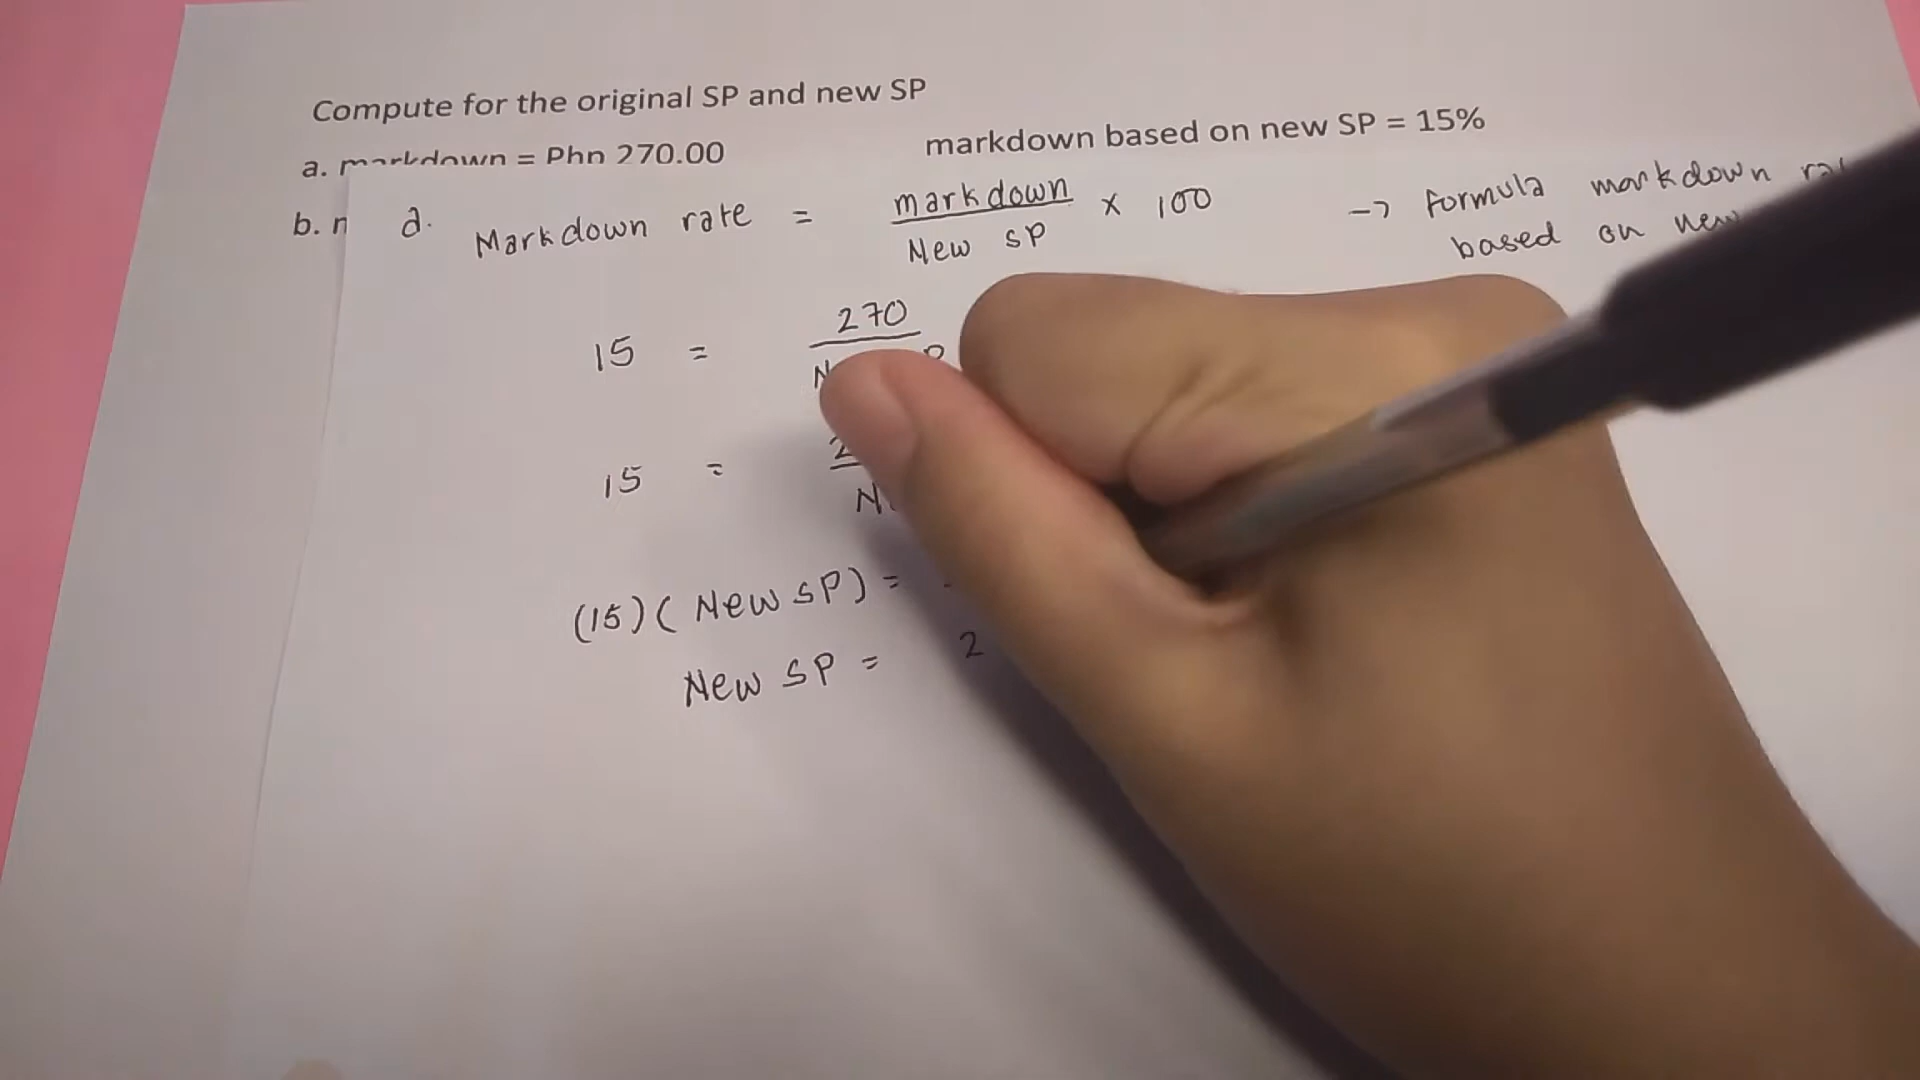 Compute for the original SP and new SP
a. markdown = Php 270.00 markdown based on new SP = 15%
b.
a. Markdown rate = markdown / New SP x 100 → formula markdown
based on new
15 = 270
15 =
(15)(New SP) =
New SP = 2